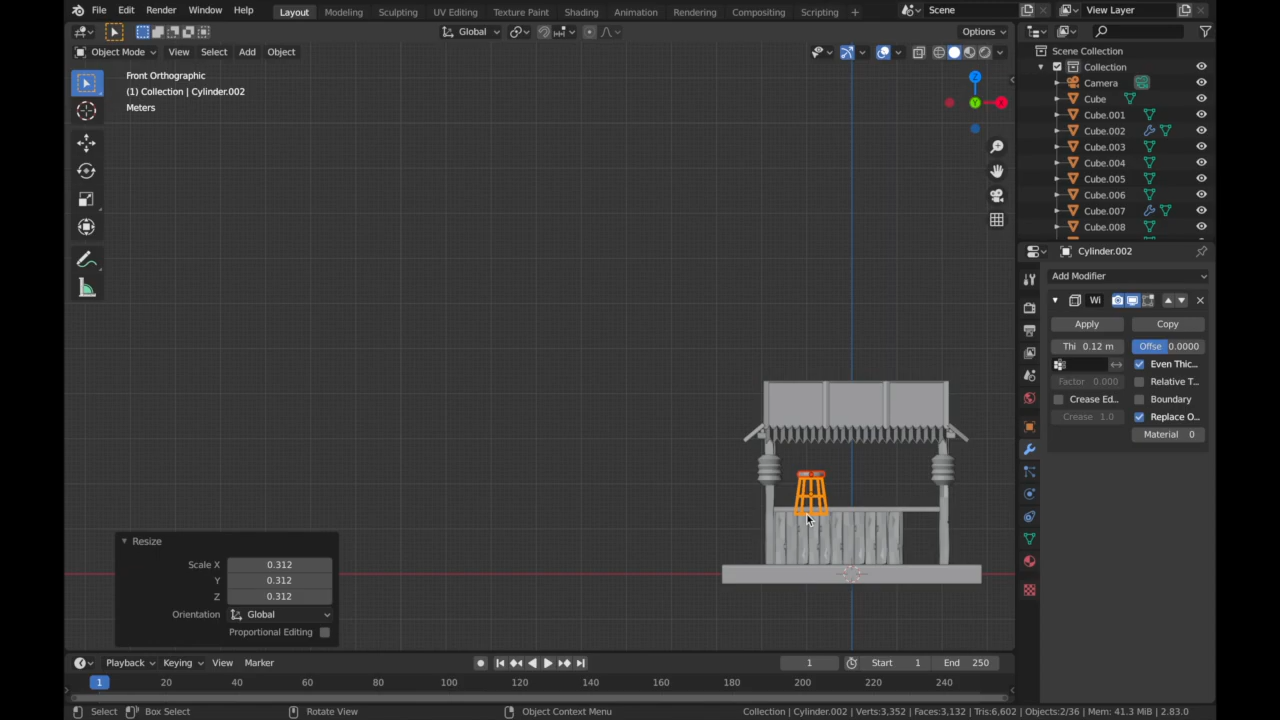 File Edit Render Window Help Layout Modeling Sculpting UV Editing Texture Paint Shading Animation Rendering Compositing Scripting + Scene View Layer
Global Options
Object Mode View Select Add Object
Front Orthographic
(1) Collection | Cylinder.002
Meters
Z
Y
X
Scene Collection
Collection
Camera
Cube
Cube.001
Cube.002
Cube.003
Cube.004
Cube.005
Cube.006
Cube.007
Cube.008
Cylinder.002
Add Modifier
Wi
Apply Copy
Thi 0.12 m Offse 0.0000
Even Thic...
Factor 0.000 Relative T...
Crease Ed... Boundary
Crease 1.0 Replace O...
Material 0
Resize
Scale X 0.312
Y 0.312
Z 0.312
Orientation Global
Proportional Editing
Playback Keying View Marker 1 Start 1 End 250
1 20 40 60 80 100 120 140 160 180 200 220 240
Select Box Select Rotate View Object Context Menu Collection | Cylinder.002 | Verts:3,352 | Faces:3,132 | Tris:6,602 | Objects:2/36 | Mem: 41.3 MiB | 2.83.0